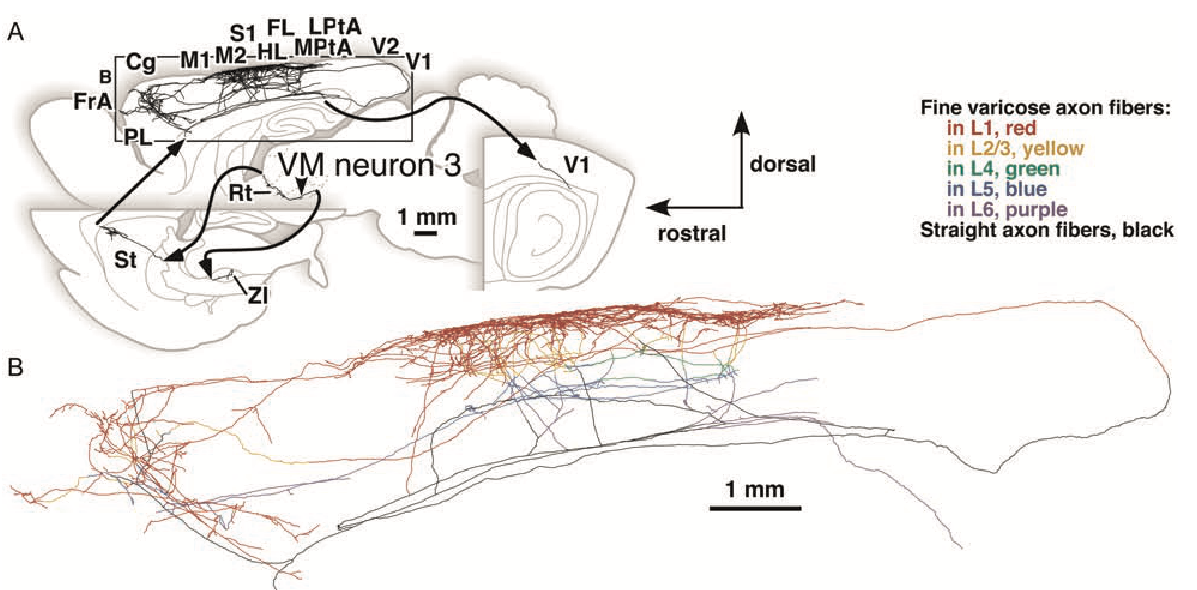 A
S1 FL LPtA
Cg M1 M2 HL MPtA V2
V1
B
FrA
PL
VM neuron 3
Rt
1 mm
St
ZI
V1
dorsal
rostral
Fine varicose axon fibers:
in L1, red
in L2/3, yellow
in L4, green
in L5, blue
in L6, purple
Straight axon fibers, black
B
1 mm